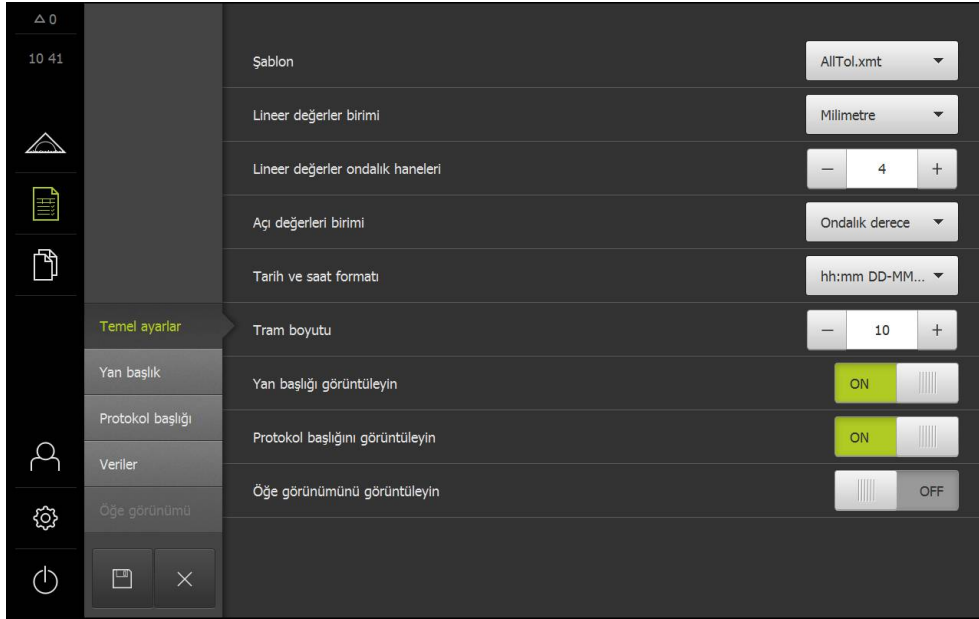 △ 0
10 41
Şablon
AllTol.xmt
Lineer değerler birimi
Milimetre
Lineer değerler ondalık haneleri
− 4 +
Açı değerleri birimi
Ondalık derece
Tarih ve saat formatı
hh:mm DD-MM...
Temel ayarlar
Tram boyutu
− 10 +
Yan başlık
Yan başlığı görüntüleyin
ON
Protokol başlığı
Protokol başlığını görüntüleyin
ON
Veriler
Öğe görünümünü görüntüleyin
OFF
Öğe görünümü